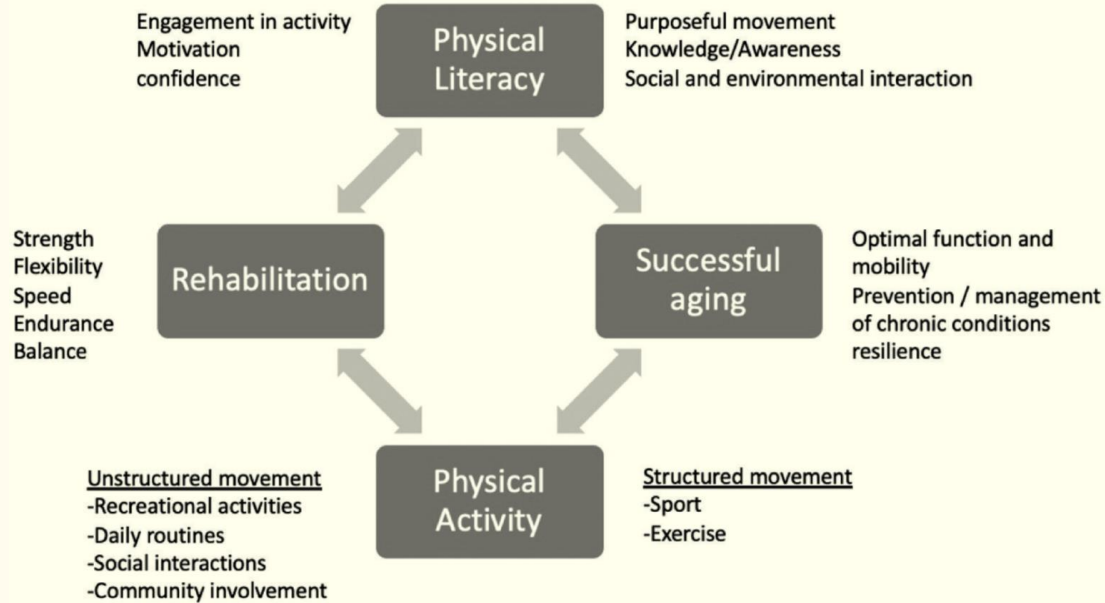 Engagement in activity
Motivation
confidence
Physical
Literacy
Purposeful movement
Knowledge/Awareness
Social and environmental interaction
Strength
Flexibility
Speed
Endurance
Balance
Rehabilitation
Successful
aging
Optimal function and
mobility
Prevention / management
of chronic conditions
resilience
Unstructured movement
-Recreational activities
-Daily routines
-Social interactions
-Community involvement
Physical
Activity
Structured movement
-Sport
-Exercise